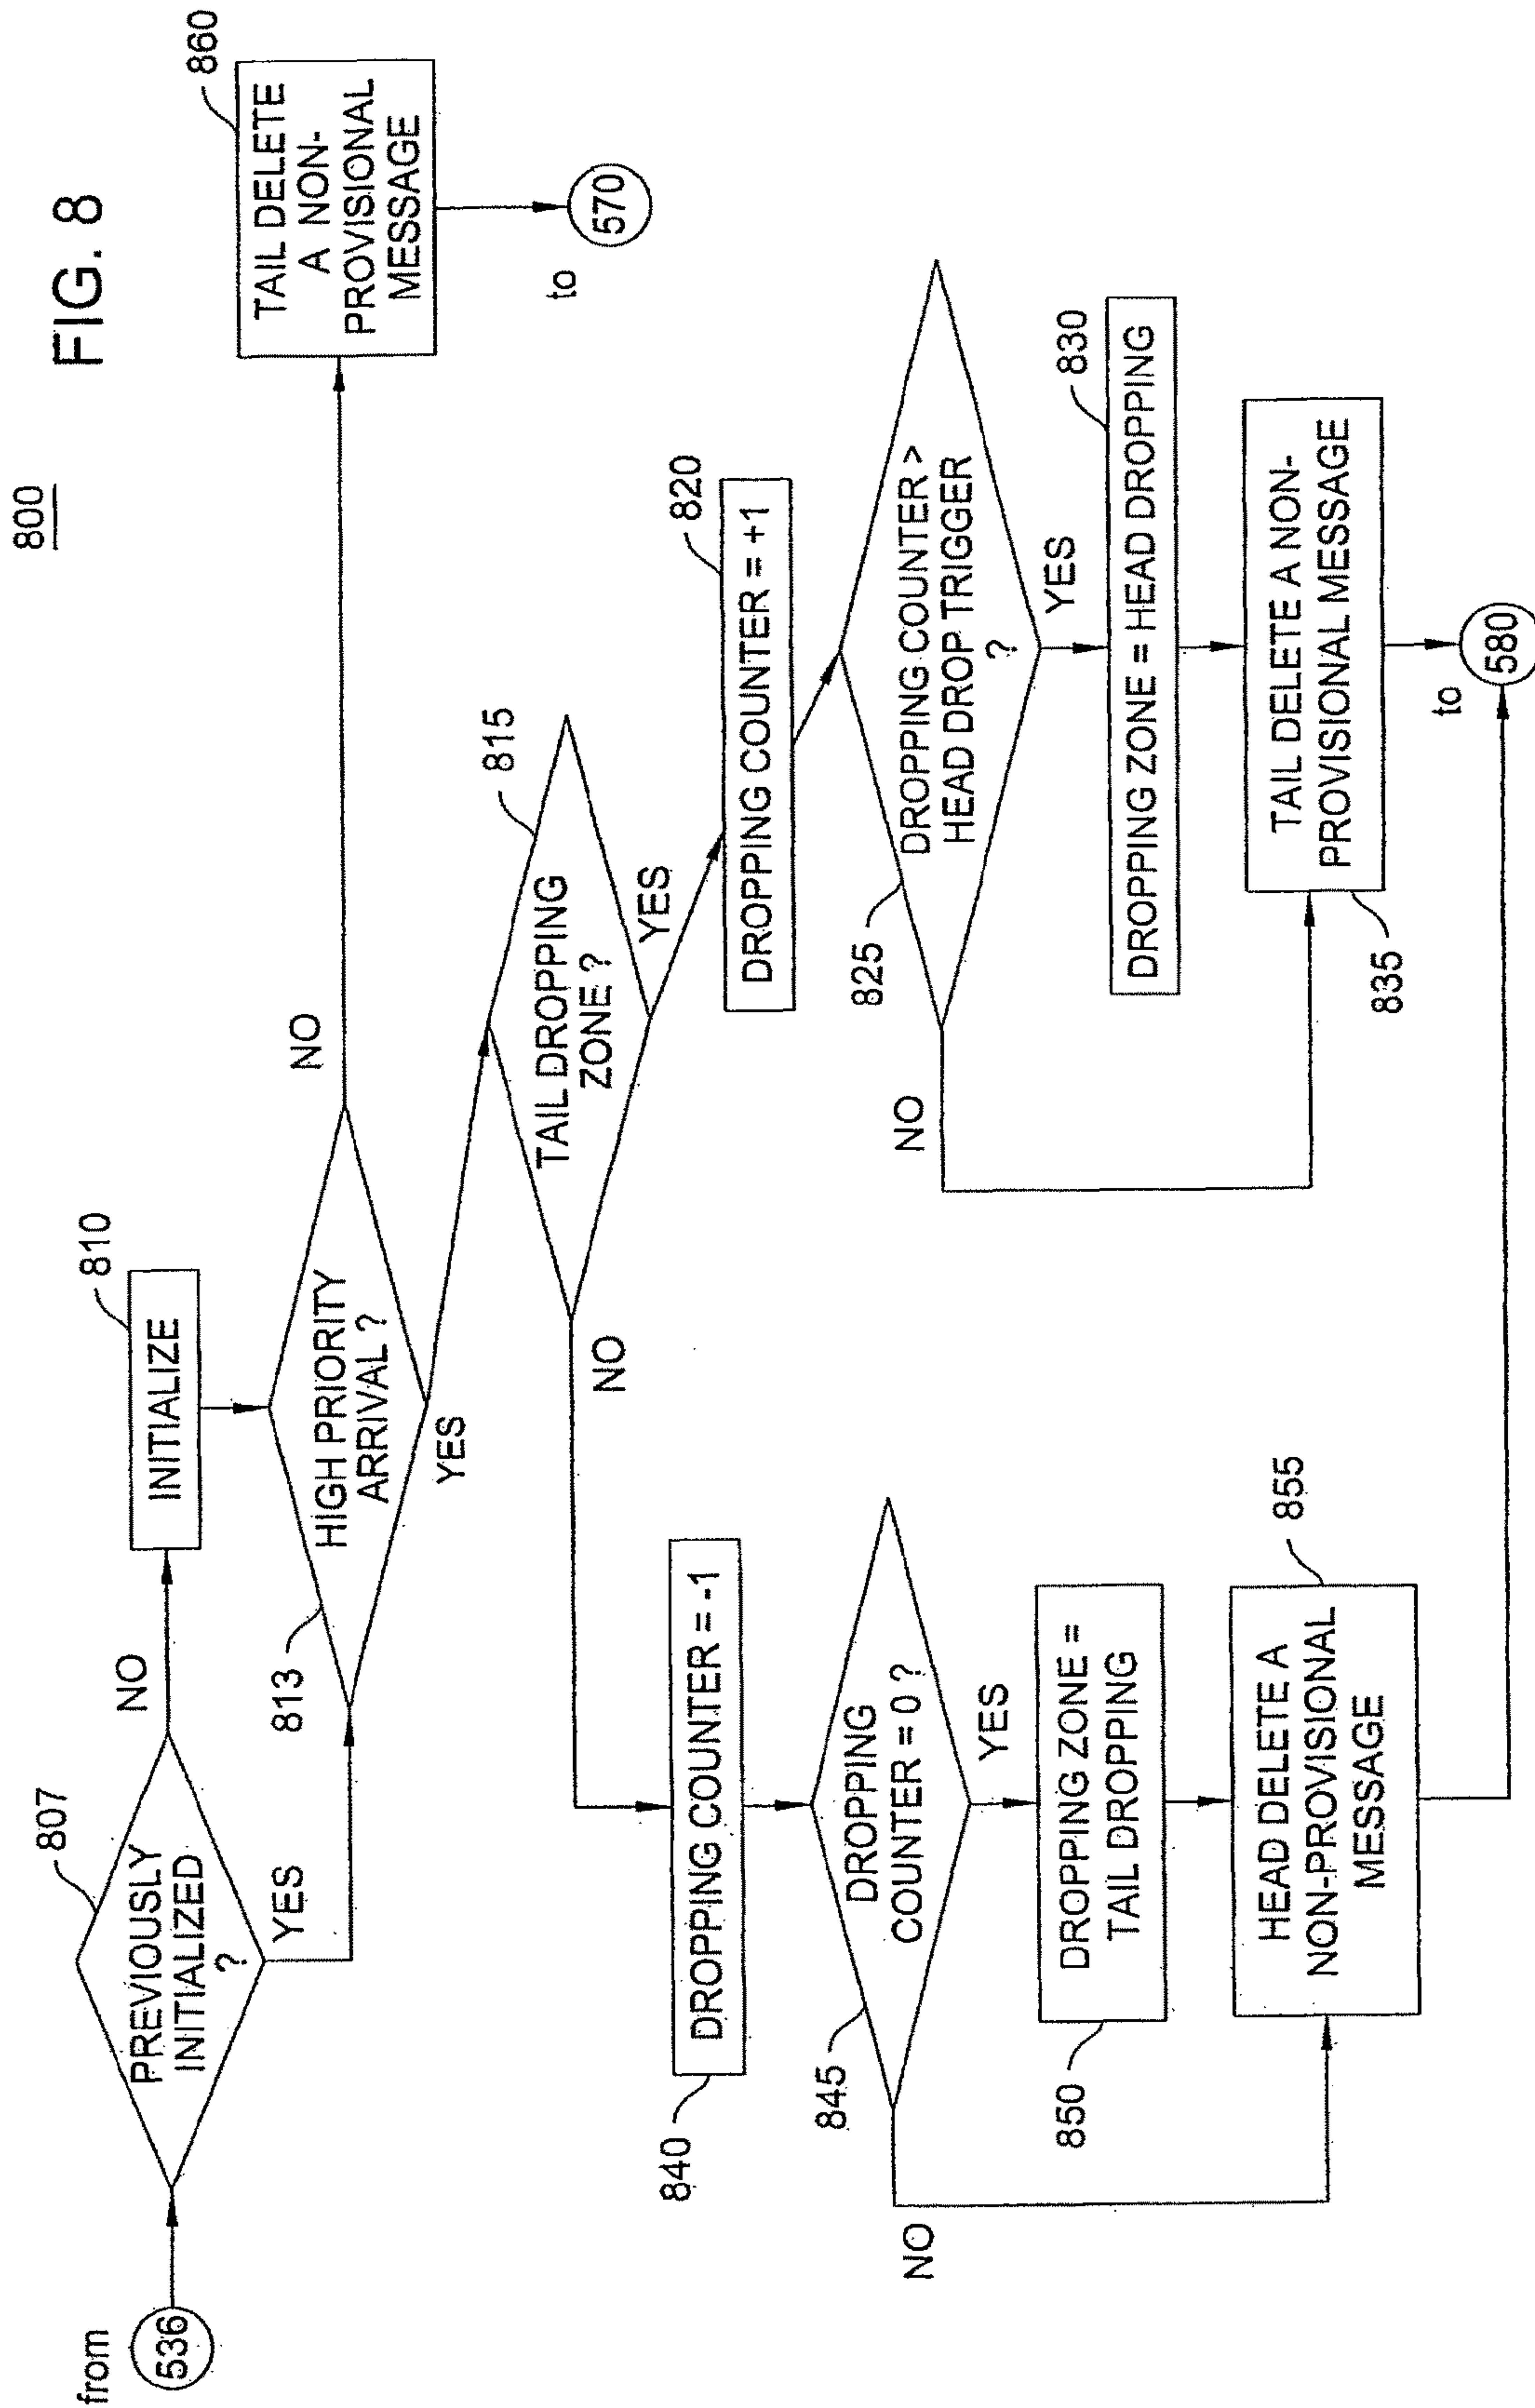 FIG. 8
800
from
536
807
PREVIOUSLY
INITIALIZED
?
NO
YES
810
INITIALIZE
813
HIGH PRIORITY
ARRIVAL ?
NO
YES
860
TAIL DELETE
A NON-
PROVISIONAL
MESSAGE
to
570
815
TAIL DROPPING
ZONE ?
NO
YES
820
DROPPING COUNTER = +1
825
DROPPING COUNTER >
HEAD DROP TRIGGER
?
NO
YES
830
DROPPING ZONE = HEAD DROPPING
835
TAIL DELETE A NON-
PROVISIONAL MESSAGE
840
DROPPING COUNTER = -1
845
DROPPING
COUNTER = 0 ?
NO
YES
850
DROPPING ZONE =
TAIL DROPPING
855
HEAD DELETE A
NON-PROVISIONAL
MESSAGE
to
580